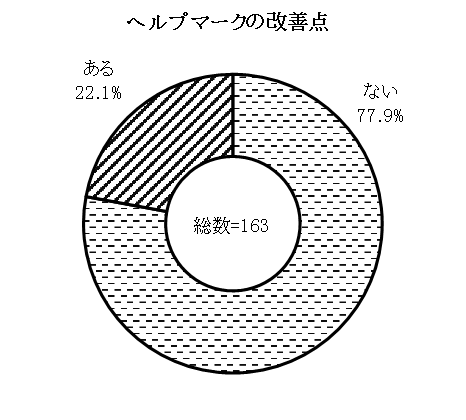 ヘルプマークの改善点
ある
22.1%
ない
77.9%
総数=163